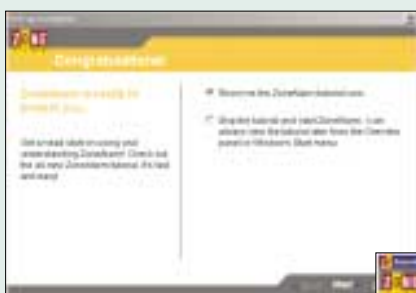 Congratulations!
ZoneAlarm is ready to
protect you.
Get a head start on using and
understanding ZoneAlarm! Check out
the all new ZoneAlarm tutorial. It's fast
and easy!
Show me the ZoneAlarm tutorial now.
Skip the tutorial and start ZoneAlarm. I can
always view the tutorial later from the Overview
panel or Windows Start menu.